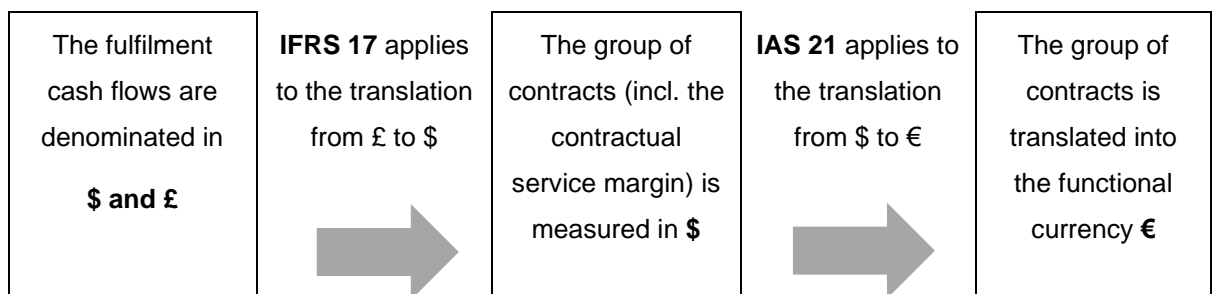 The fulfilment
cash flows are
denominated in
$ and £
IFRS 17 applies
to the translation
from £ to $
The group of
contracts (incl. the
contractual
service margin) is
measured in $
IAS 21 applies to
the translation
from $ to €
The group of
contracts is
translated into
the functional
currency €